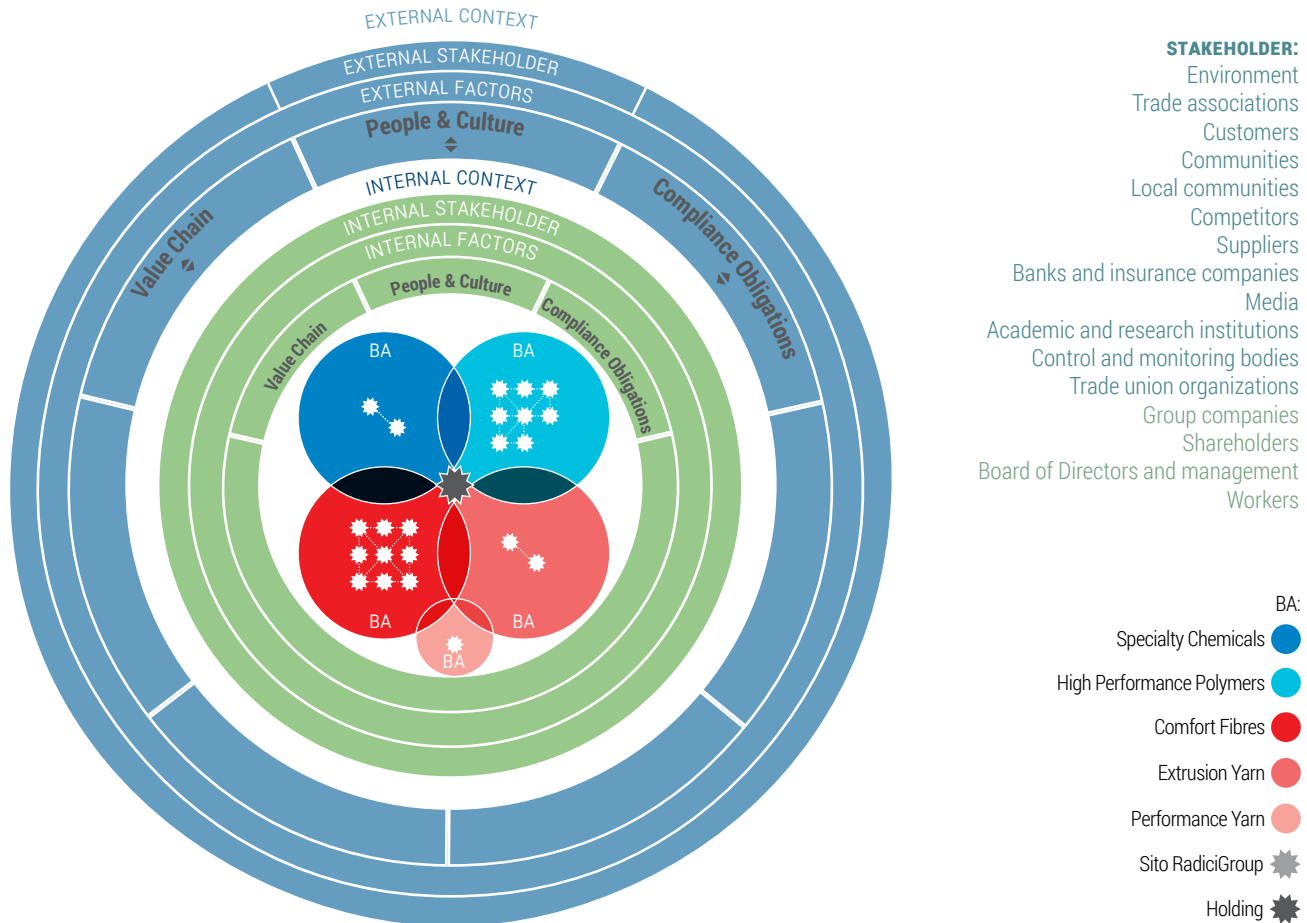 EXTERNAL CONTEXT
EXTERNAL STAKEHOLDER
EXTERNAL FACTORS
People & Culture
Value Chain
Compliance Obligations
INTERNAL CONTEXT
INTERNAL STAKEHOLDER
INTERNAL FACTORS
People & Culture
Value Chain
Compliance Obligations
BA
BA
BA
BA
BA
STAKEHOLDER:
Environment
Trade associations
Customers
Communities
Local communities
Competitors
Suppliers
Banks and insurance companies
Media
Academic and research institutions
Control and monitoring bodies
Trade union organizations
Group companies
Shareholders
Board of Directors and management
Workers
BA:
Specialty Chemicals
High Performance Polymers
Comfort Fibres
Extrusion Yarn
Performance Yarn
Sito RadiciGroup
Holding